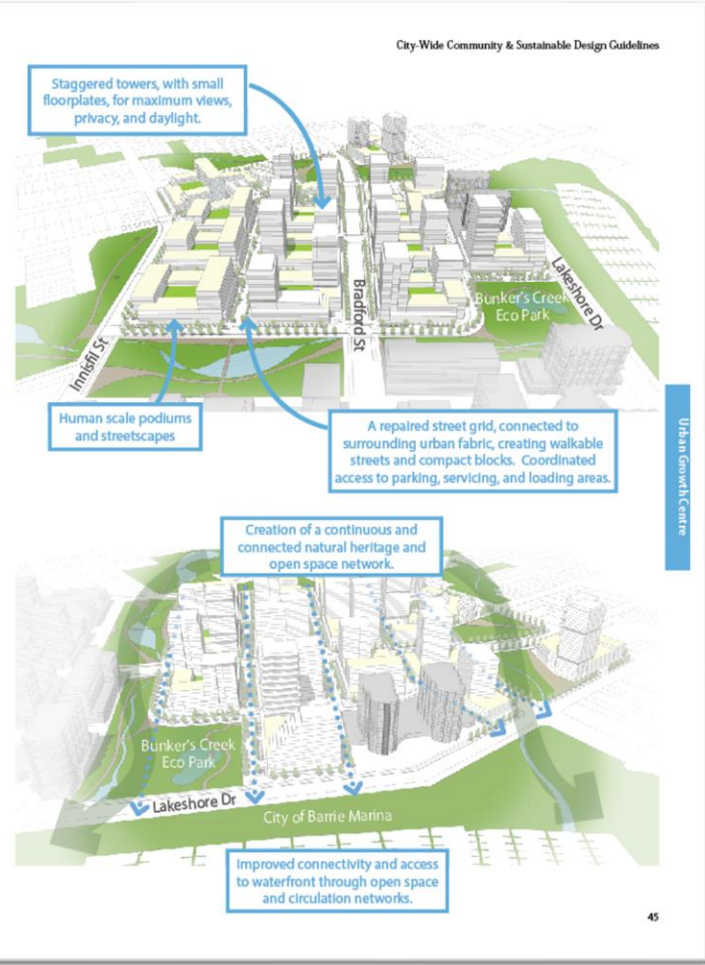 City-Wide Community & Sustainable Design Guidelines
Staggered towers, with small
floorplates, for maximum views,
privacy, and daylight.
Bradford St
Lakeshore Dr
Bunker's Creek
Eco Park
Innisfil St
Human scale podiums
and streetscapes
A repaired street grid, connected to
surrounding urban fabric, creating walkable
streets and compact blocks. Coordinated
access to parking, servicing, and loading areas.
Urban Growth Centre
Creation of a continuous and
connected natural heritage and
open space network.
Bunker's Creek
Eco Park
Lakeshore Dr
City of Barrie Marina
Improved connectivity and access
to waterfront through open space
and circulation networks.
45